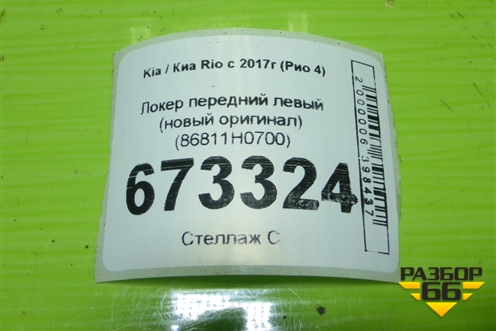 Kia / Киа Rio с 2017г (Рио 4)
Локер передний левый
(новый оригинал)
(86811H0700)
673324
Стеллаж С
2000006398437
РАЗБОР
66